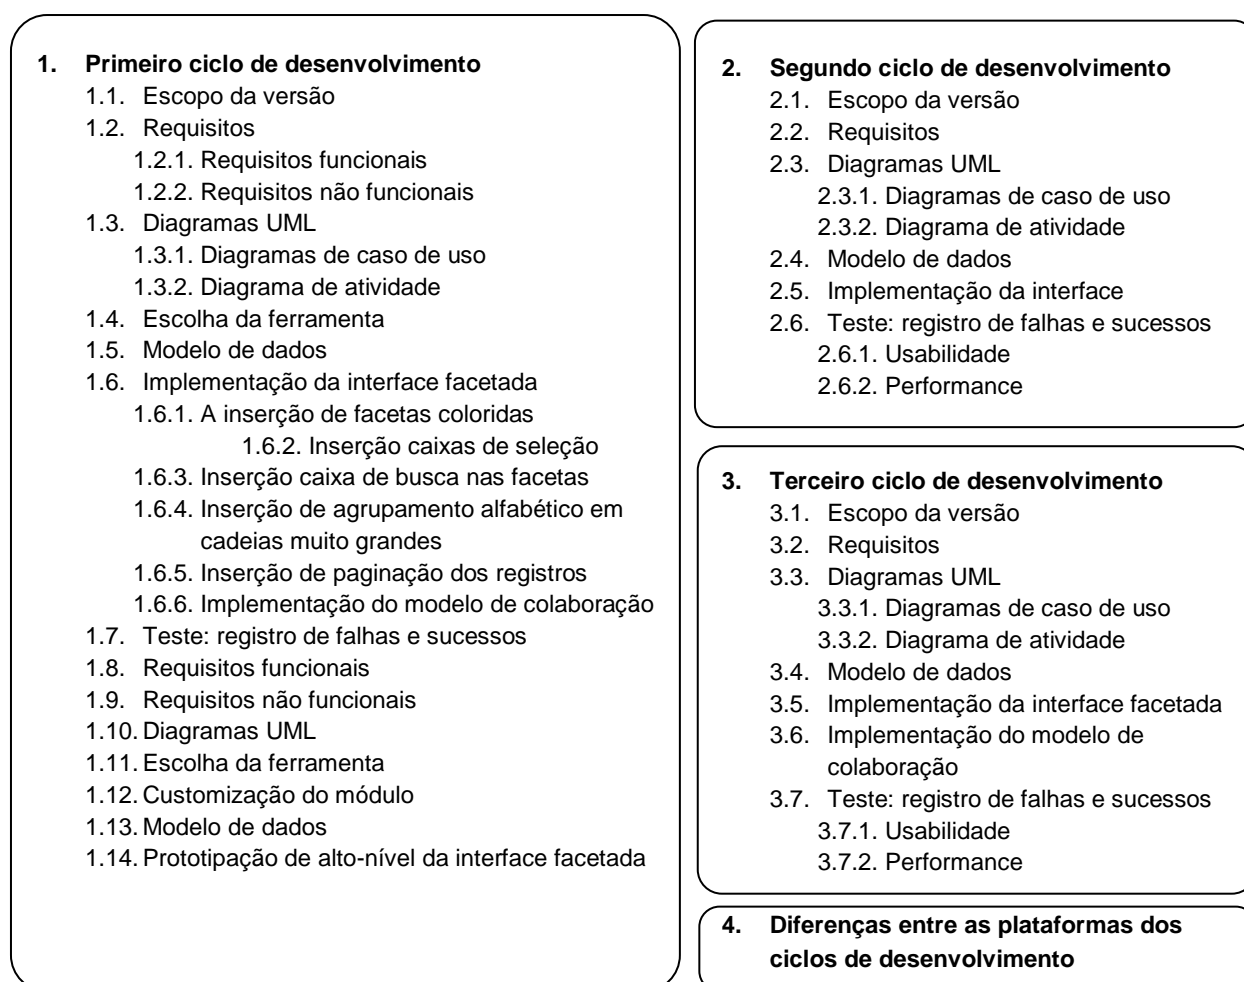 1. Primeiro ciclo de desenvolvimento
1.1. Escopo da versão
1.2. Requisitos
1.2.1. Requisitos funcionais
1.2.2. Requisitos não funcionais
1.3. Diagramas UML
1.3.1. Diagramas de caso de uso
1.3.2. Diagrama de atividade
1.4. Escolha da ferramenta
1.5. Modelo de dados
1.6. Implementação da interface facetada
1.6.1. A inserção de facetas coloridas
1.6.2. Inserção caixas de seleção
1.6.3. Inserção caixa de busca nas facetas
1.6.4. Inserção de agrupamento alfabético em
cadeias muito grandes
1.6.5. Inserção de paginação dos registros
1.6.6. Implementação do modelo de colaboração
1.7. Teste: registro de falhas e sucessos
1.8. Requisitos funcionais
1.9. Requisitos não funcionais
1.10. Diagramas UML
1.11. Escolha da ferramenta
1.12. Customização do módulo
1.13. Modelo de dados
1.14. Prototipação de alto-nível da interface facetada
2. Segundo ciclo de desenvolvimento
2.1. Escopo da versão
2.2. Requisitos
2.3. Diagramas UML
2.3.1. Diagramas de caso de uso
2.3.2. Diagrama de atividade
2.4. Modelo de dados
2.5. Implementação da interface
2.6. Teste: registro de falhas e sucessos
2.6.1. Usabilidade
2.6.2. Performance
3. Terceiro ciclo de desenvolvimento
3.1. Escopo da versão
3.2. Requisitos
3.3. Diagramas UML
3.3.1. Diagramas de caso de uso
3.3.2. Diagrama de atividade
3.4. Modelo de dados
3.5. Implementação da interface facetada
3.6. Implementação do modelo de
colaboração
3.7. Teste: registro de falhas e sucessos
3.7.1. Usabilidade
3.7.2. Performance
4. Diferenças entre as plataformas dos
ciclos de desenvolvimento